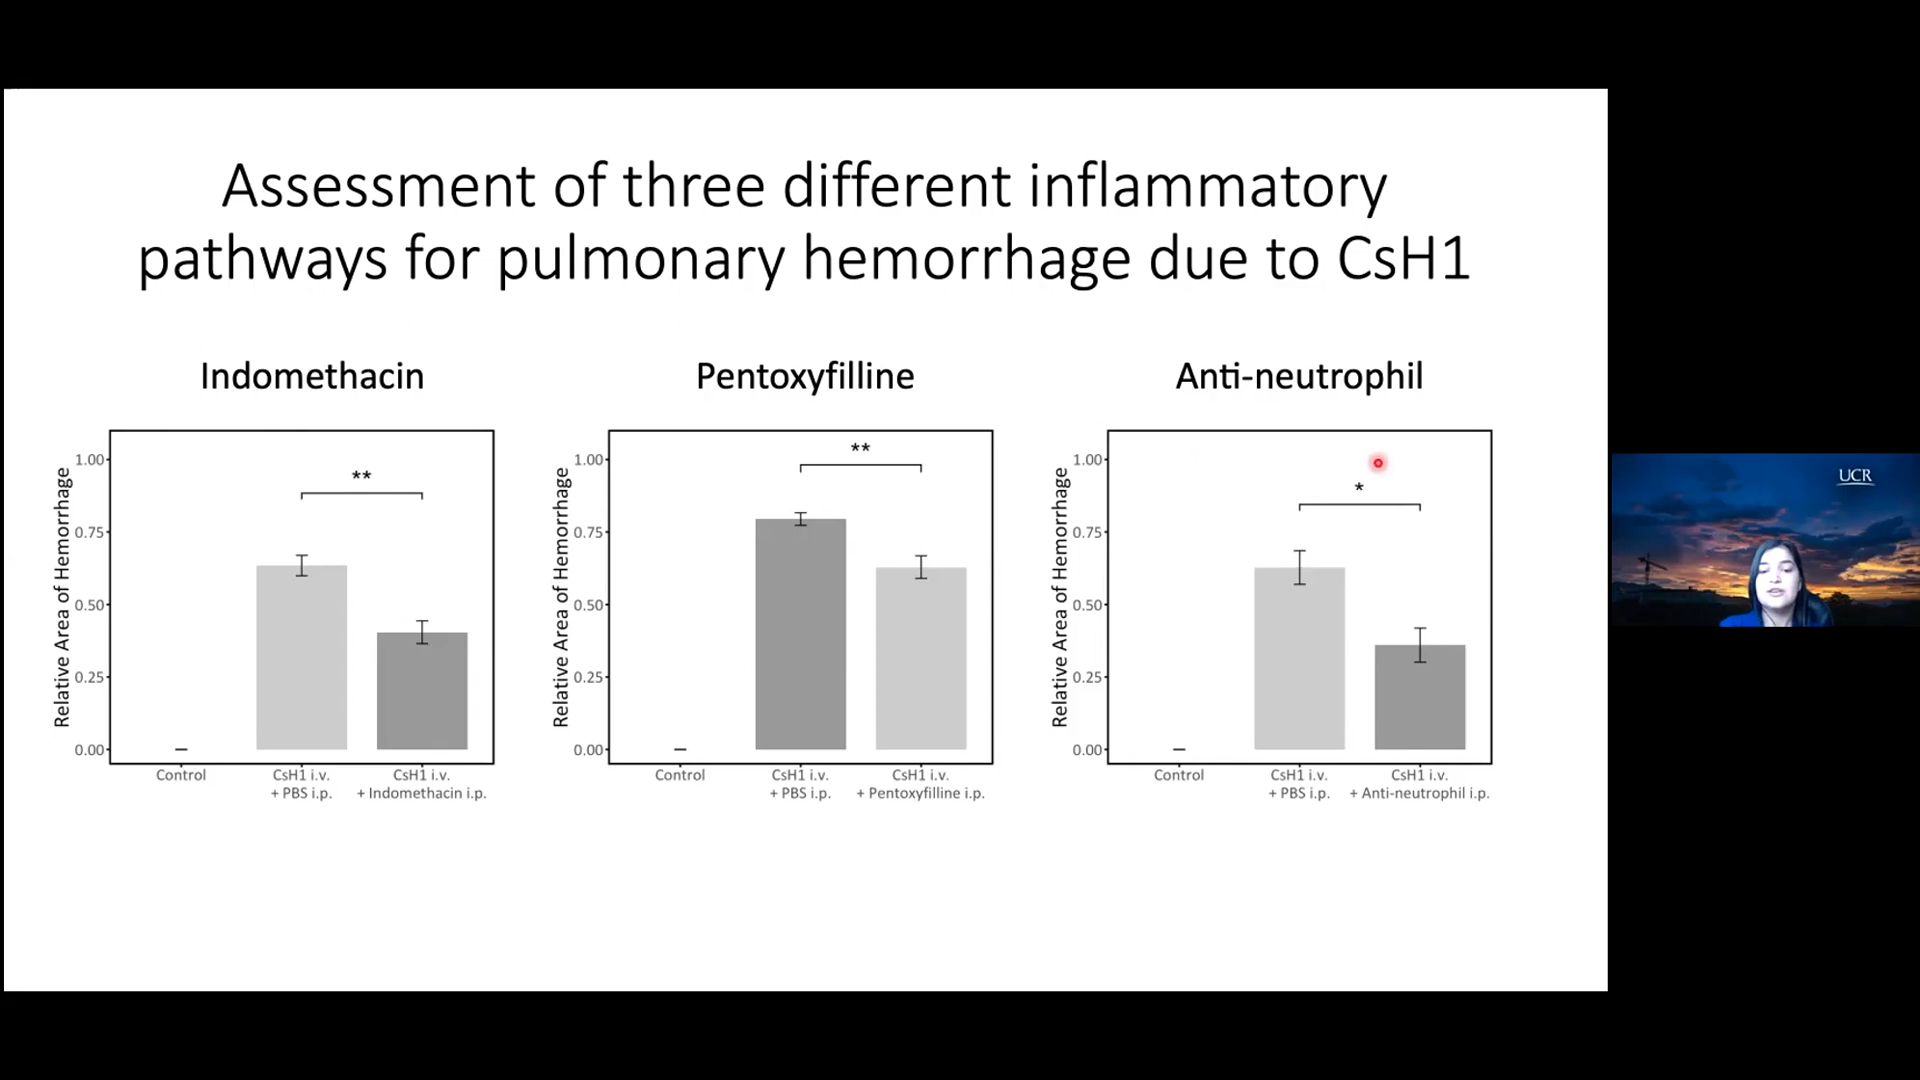 Assessment of three different inflammatory
pathways for pulmonary hemorrhage due to CsH1
Indomethacin
Relative Area of Hemorrhage
1.00
0.75
0.50
0.25
0.00
**
Control
CsH1 i.v.
+ PBS i.p.
CsH1 i.v.
+ Indomethacin i.p.
Pentoxyfilline
Relative Area of Hemorrhage
1.00
0.75
0.50
0.25
0.00
**
Control
CsH1 i.v.
+ PBS i.p.
CsH1 i.v.
+ Pentoxyfilline i.p.
Anti-neutrophil
Relative Area of Hemorrhage
1.00
0.75
0.50
0.25
0.00
*
Control
CsH1 i.v.
+ PBS i.p.
CsH1 i.v.
+ Anti-neutrophil i.p.
UCR